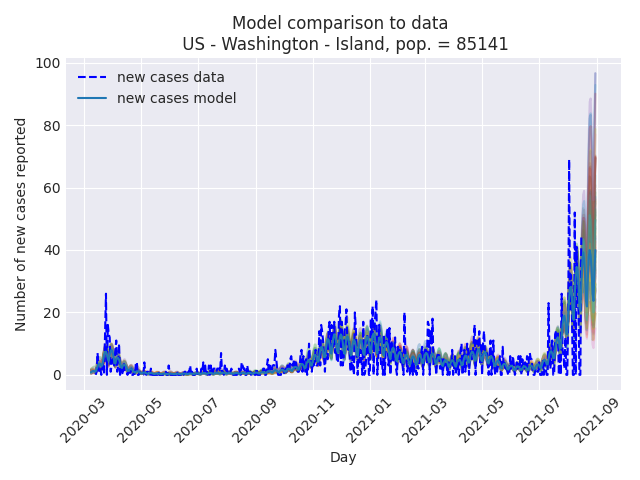 Model comparison to data
US - Washington - Island, pop. = 85141
100
80
60
40
20
0
Number of new cases reported
new cases data
new cases model
2020-03
2020-05
2020-07
2020-09
2020-11
2021-01
2021-03
2021-05
2021-07
2021-09
Day